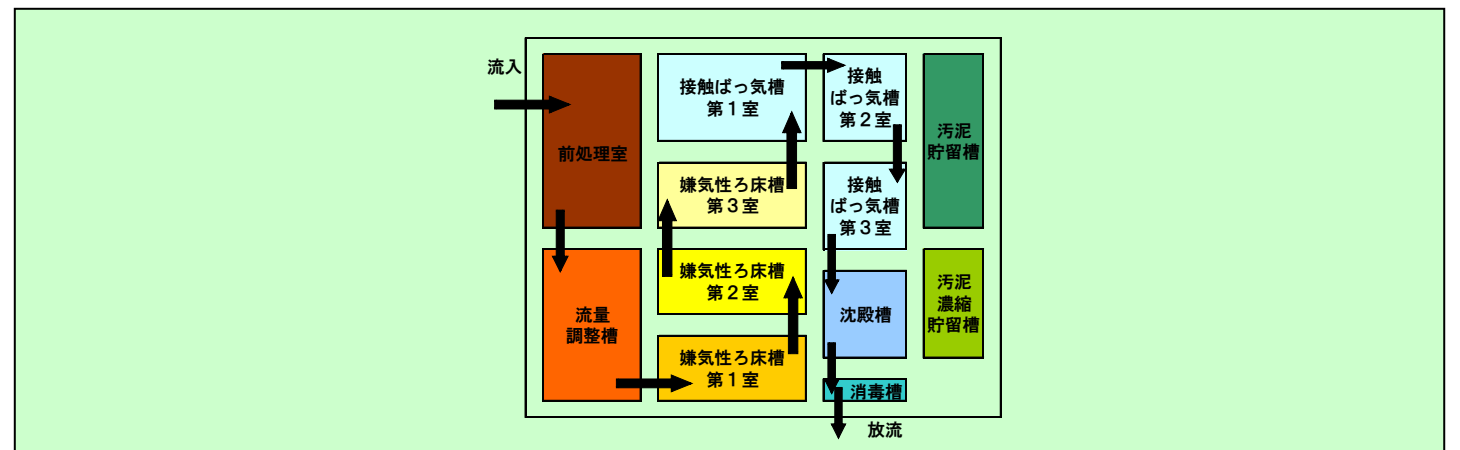 流入
前処理室
流量
調整槽
接触ばっ気槽
第１室
嫌気性ろ床槽
第３室
嫌気性ろ床槽
第２室
嫌気性ろ床槽
第１室
接触
ばっ気槽
第２室
接触
ばっ気槽
第３室
沈殿槽
消毒槽
放流
汚泥
貯留槽
汚泥
濃縮
貯留槽